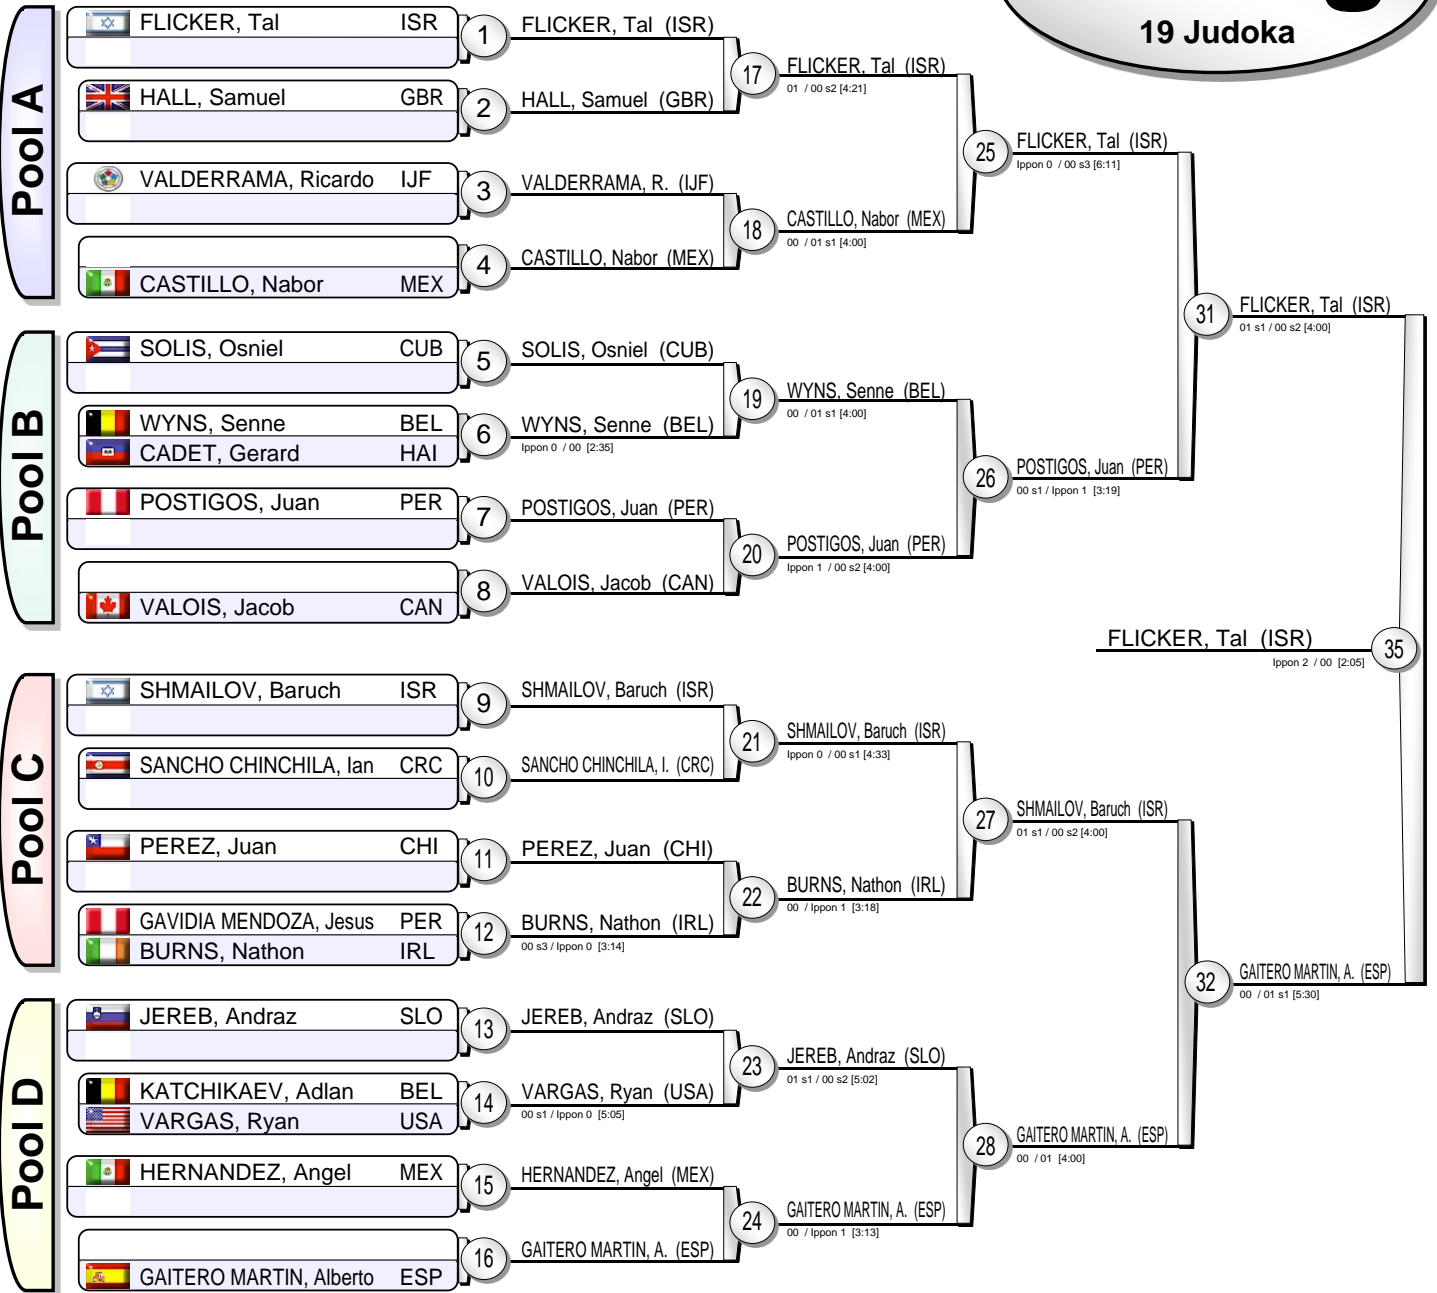 19 Judoka
Pool A
FLICKER, Tal ISR
HALL, Samuel GBR
VALDERRAMA, Ricardo IJF
CASTILLO, Nabor MEX
Pool B
SOLIS, Osniel CUB
WYNS, Senne BEL
CADET, Gerard HAI
POSTIGOS, Juan PER
VALOIS, Jacob CAN
Pool C
SHMAILOV, Baruch ISR
SANCHO CHINCHILA, Ian CRC
PEREZ, Juan CHI
GAVIDIA MENDOZA, Jesus PER
BURNS, Nathon IRL
Pool D
JEREB, Andraz SLO
KATCHIKAEV, Adlan BEL
VARGAS, Ryan USA
HERNANDEZ, Angel MEX
GAITERO MARTIN, Alberto ESP
1 FLICKER, Tal (ISR)
2 HALL, Samuel (GBR)
3 VALDERRAMA, R. (IJF)
4 CASTILLO, Nabor (MEX)
5 SOLIS, Osniel (CUB)
6 WYNS, Senne (BEL)
Ippon 0 / 00 [2:35]
7 POSTIGOS, Juan (PER)
8 VALOIS, Jacob (CAN)
9 SHMAILOV, Baruch (ISR)
10 SANCHO CHINCHILA, I. (CRC)
11 PEREZ, Juan (CHI)
12 BURNS, Nathon (IRL)
00 s3 / Ippon 0 [3:14]
13 JEREB, Andraz (SLO)
14 VARGAS, Ryan (USA)
00 s1 / Ippon 0 [5:05]
15 HERNANDEZ, Angel (MEX)
16 GAITERO MARTIN, A. (ESP)
17 FLICKER, Tal (ISR)
01 / 00 s2 [4:21]
18 CASTILLO, Nabor (MEX)
00 / 01 s1 [4:00]
19 WYNS, Senne (BEL)
00 / 01 s1 [4:00]
20 POSTIGOS, Juan (PER)
Ippon 1 / 00 s2 [4:00]
21 SHMAILOV, Baruch (ISR)
Ippon 0 / 00 s1 [4:33]
22 BURNS, Nathon (IRL)
00 / Ippon 1 [3:18]
23 JEREB, Andraz (SLO)
01 s1 / 00 s2 [5:02]
24 GAITERO MARTIN, A. (ESP)
00 / Ippon 1 [3:13]
25 FLICKER, Tal (ISR)
Ippon 0 / 00 s3 [6:11]
26 POSTIGOS, Juan (PER)
00 s1 / Ippon 1 [3:19]
27 SHMAILOV, Baruch (ISR)
01 s1 / 00 s2 [4:00]
28 GAITERO MARTIN, A. (ESP)
00 / 01 [4:00]
31 FLICKER, Tal (ISR)
01 s1 / 00 s2 [4:00]
32 GAITERO MARTIN, A. (ESP)
00 / 01 s1 [5:30]
FLICKER, Tal (ISR) 35
Ippon 2 / 00 [2:05]